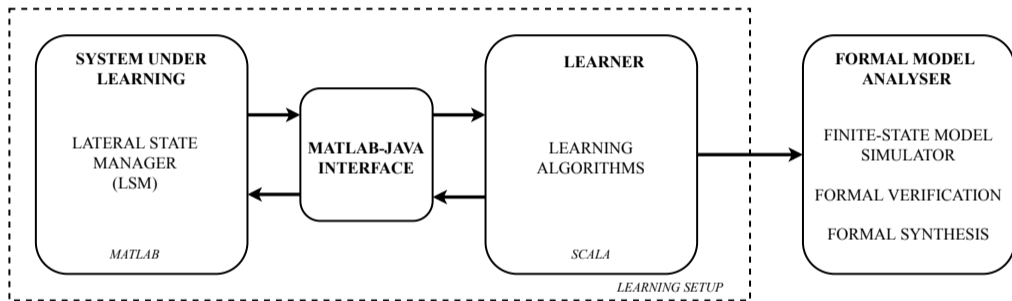 SYSTEM UNDER
LEARNING
LATERAL STATE
MANAGER
(LSM)
MATLAB
MATLAB-JAVA
INTERFACE
LEARNER
LEARNING
ALGORITHMS
SCALA
LEARNING SETUP
FORMAL MODEL
ANALYSER
FINITE-STATE MODEL
SIMULATOR
FORMAL VERIFICATION
FORMAL SYNTHESIS